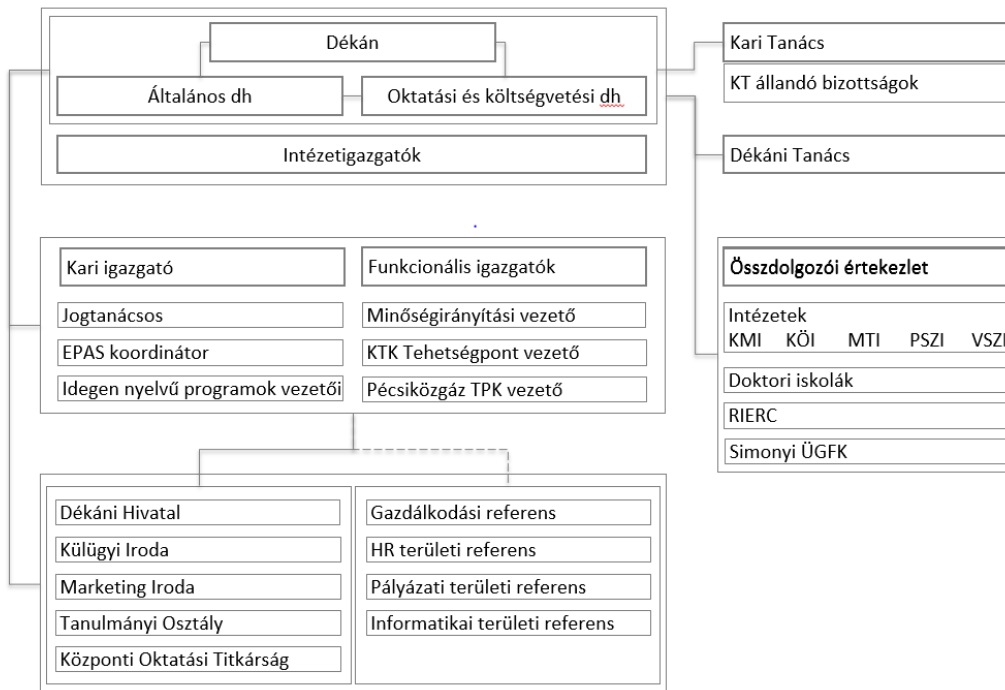 Dékán
Általános dh
Oktatási és költségvetési dh
Intézetigazgatók
Kari Tanács
KT állandó bizottságok
Dékáni Tanács
Kari igazgató
Funkcionális igazgatók
Jogtanácsos
Minőségirányítási vezető
EPAS koordinátor
KTK Tehetségpont vezető
Idegen nyelvű programok vezetői
Pécsiközgáz TPK vezető
Összdolgozói értekezlet
Intézetek
KMI KÖI MTI PSZI VSZI
Doktori iskolák
RIERC
Simonyi ÜGFK
Dékáni Hivatal
Külügyi Iroda
Marketing Iroda
Tanulmányi Osztály
Központi Oktatási Titkárság
Gazdálkodási referens
HR területi referens
Pályázati területi referens
Informatikai területi referens